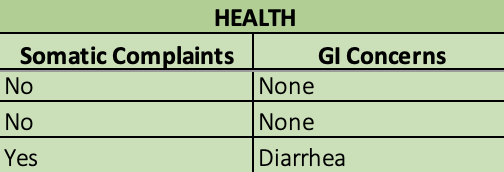 HEALTH
Somatic Complaints GI Concerns
No None
No None
Yes Diarrhea